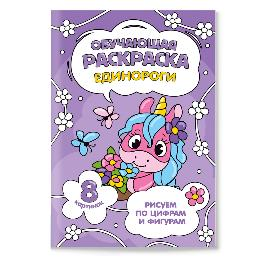 ОБУЧАЮЩАЯ
РАСКРАСКА
ЕДИНОРОГИ
8
картинок
РИСУЕМ
ПО ЦИФРАМ
И ФИГУРАМ